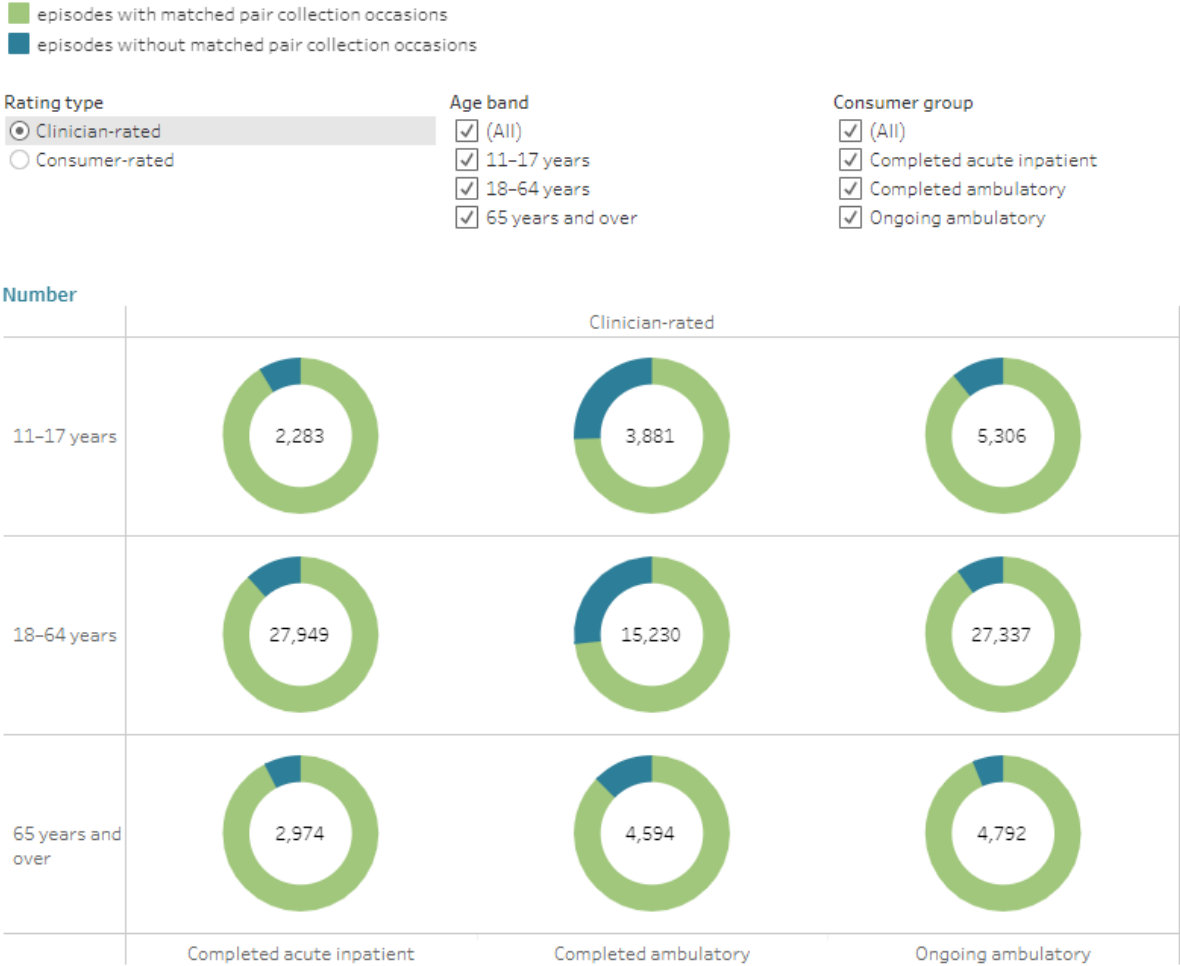 episodes with matched pair collection occasions
episodes without matched pair collection occasions
Rating type
Clinician-rated
Consumer-rated
Age band
(All)
11–17 years
18–64 years
65 years and over
Consumer group
(All)
Completed acute inpatient
Completed ambulatory
Ongoing ambulatory
Number
Clinician-rated
11–17 years
2,283
3,881
5,306
18–64 years
27,949
15,230
27,337
65 years and
over
2,974
4,594
4,792
Completed acute inpatient
Completed ambulatory
Ongoing ambulatory